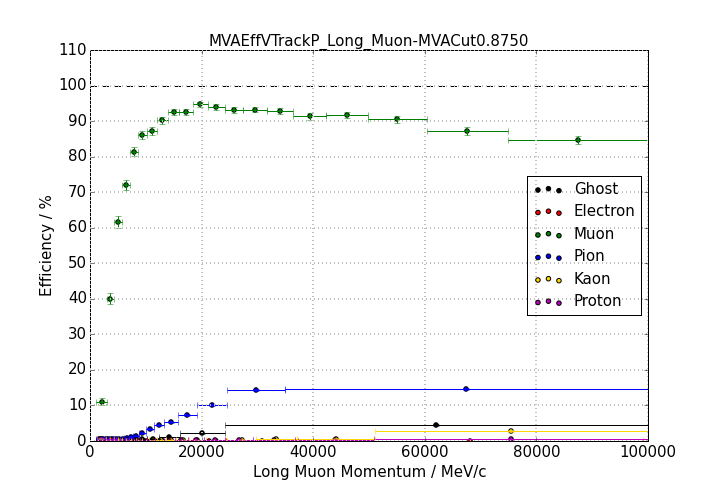 MVAEffVTrackP_Long_Muon-MVACut0.8750
110
100
90
80
70
60
50
40
30
20
10
0
Efficiency / %
Ghost
Electron
Muon
Pion
Kaon
Proton
0 20000 40000 60000 80000 100000
Long Muon Momentum / MeV/c